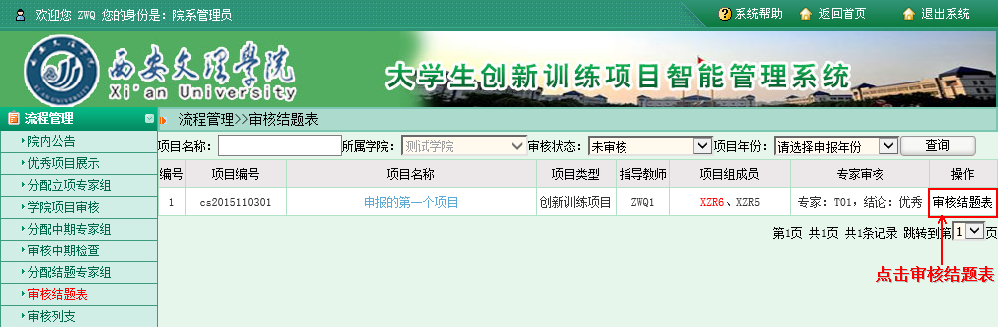 欢迎您 ZWQ 您的身份是：院系管理员 系统帮助 返回首页 退出系统
西安文理学院
Xi'an University
大学生创新训练项目智能管理系统
流程管理
院内公告
优秀项目展示
分配立项专家组
学院项目审核
分配中期专家组
审核中期检查
分配结题专家组
审核结题表
审核列支
流程管理>>审核结题表
项目名称： 所属学院： 测试学院 审核状态： 未审核 项目年份： 请选择申报年份 查询
编号 项目编号 项目名称 项目类型 指导教师 项目组成员 专家审核 操作
1 cs2015110301 申报的第一个项目 创新训练项目 ZWQ1 XZR6、XZR5 专家：T01，结论：优秀 审核结题表
第1页 共1页 共1条记录 跳转到第 1 页
点击审核结题表